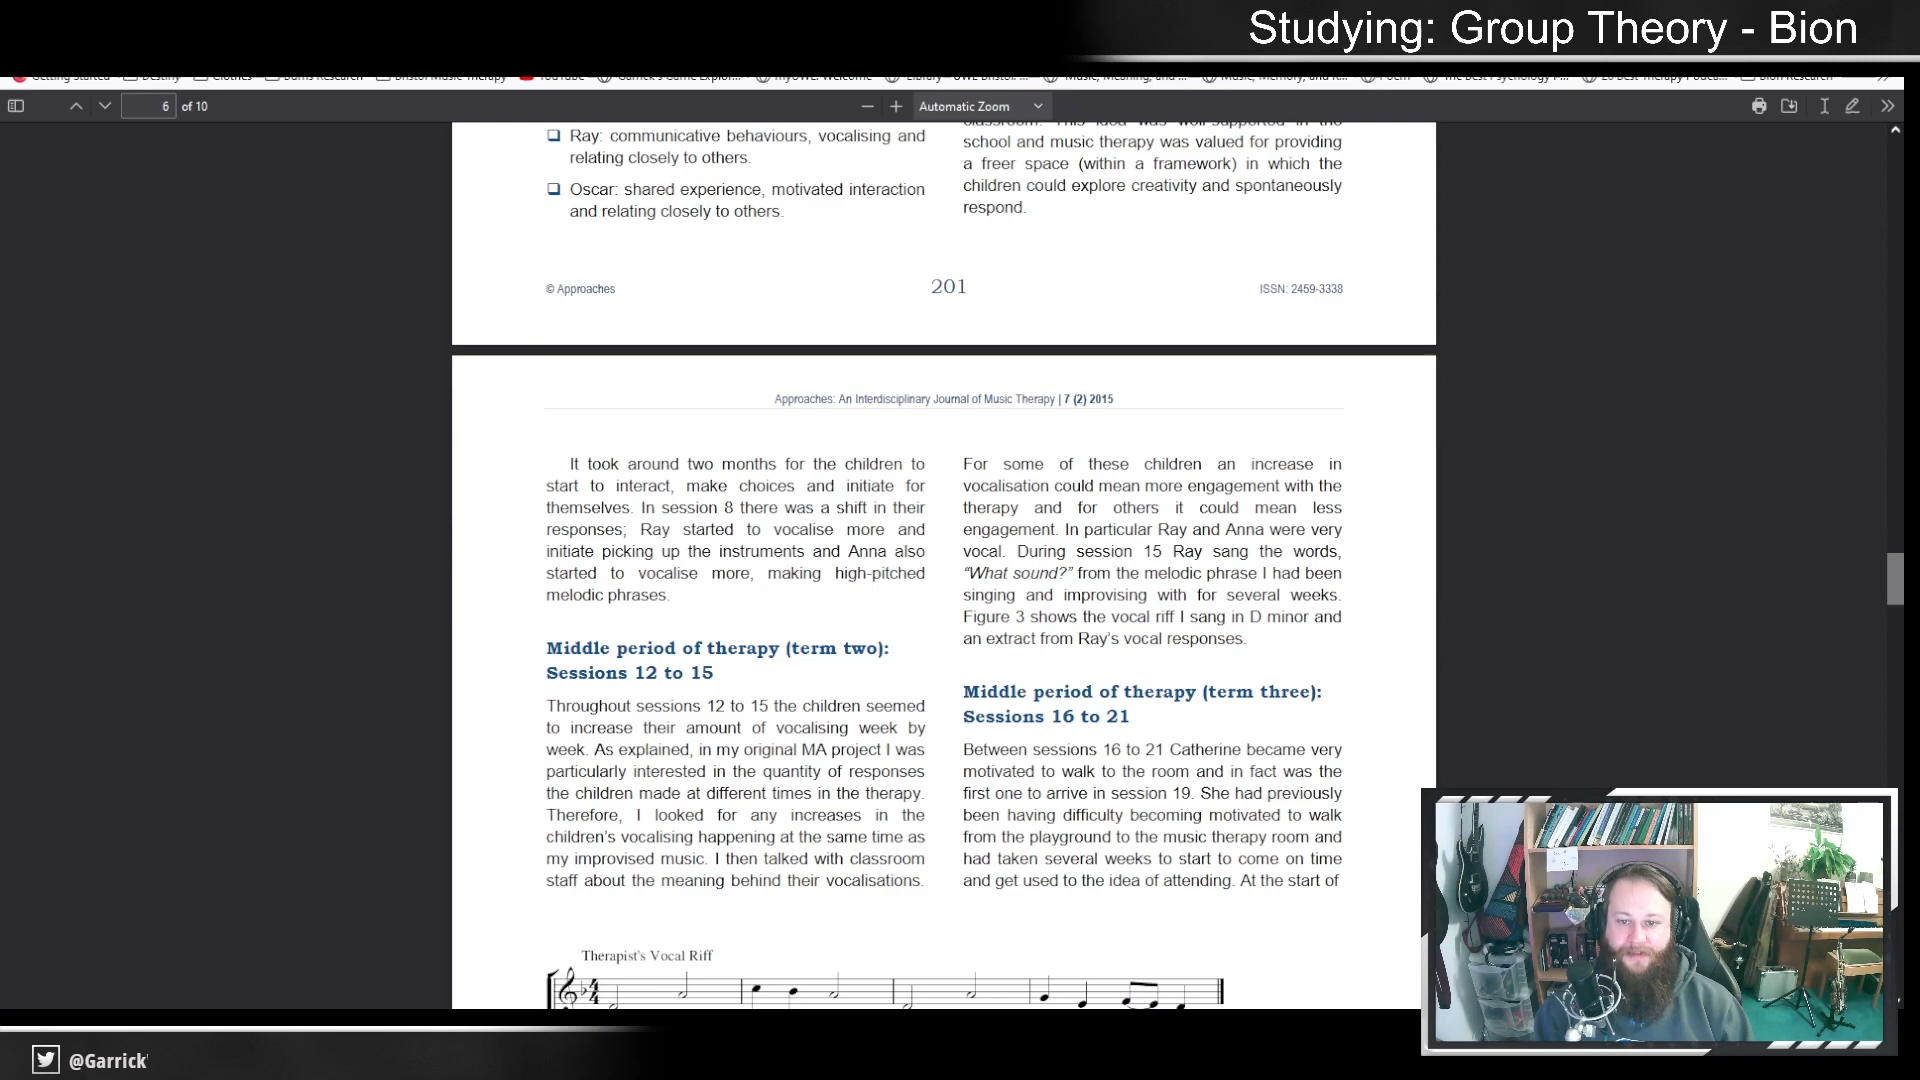 Studying: Group Theory - Bion
6 of 10
Automatic Zoom
Ray: communicative behaviours, vocalising and
relating closely to others.
Oscar: shared experience, motivated interaction
and relating closely to others.
school and music therapy was valued for providing
a freer space (within a framework) in which the
children could explore creativity and spontaneously
respond.
© Approaches
201
ISSN: 2459-3338
Approaches: An Interdisciplinary Journal of Music Therapy | 7 (2) 2015
It took around two months for the children to
start to interact, make choices and initiate for
themselves. In session 8 there was a shift in their
responses; Ray started to vocalise more and
initiate picking up the instruments and Anna also
started to vocalise more, making high-pitched
melodic phrases.
Middle period of therapy (term two):
Sessions 12 to 15
Throughout sessions 12 to 15 the children seemed
to increase their amount of vocalising week by
week. As explained, in my original MA project I was
particularly interested in the quantity of responses
the children made at different times in the therapy.
Therefore, I looked for any increases in the
children's vocalising happening at the same time as
my improvised music. I then talked with classroom
staff about the meaning behind their vocalisations.
For some of these children an increase in
vocalisation could mean more engagement with the
therapy and for others it could mean less
engagement. In particular Ray and Anna were very
vocal. During session 15 Ray sang the words,
“What sound?” from the melodic phrase I had been
singing and improvising with for several weeks.
Figure 3 shows the vocal riff I sang in D minor and
an extract from Ray's vocal responses.
Middle period of therapy (term three):
Sessions 16 to 21
Between sessions 16 to 21 Catherine became very
motivated to walk to the room and in fact was the
first one to arrive in session 19. She had previously
been having difficulty becoming motivated to walk
from the playground to the music therapy room and
had taken several weeks to start to come on time
and get used to the idea of attending. At the start of
Therapist's Vocal Riff
@Garrick